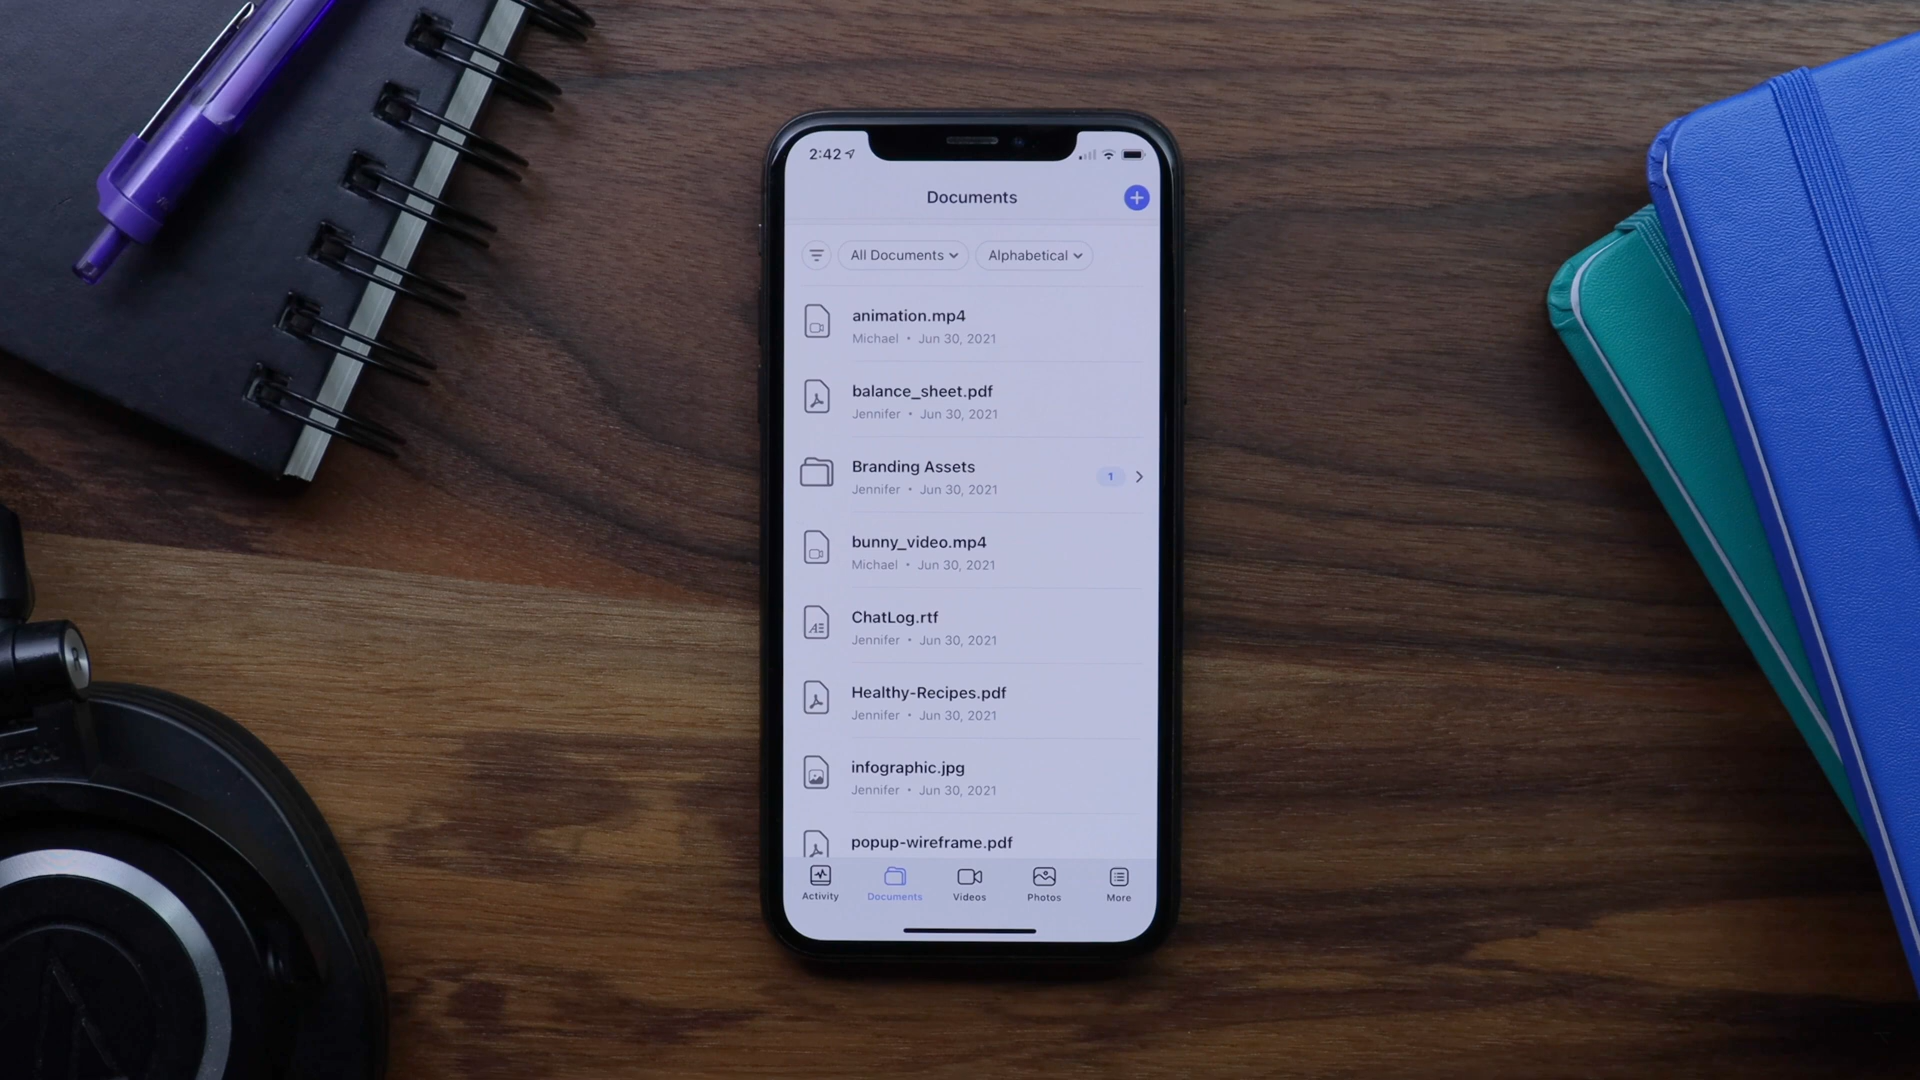 2:42
Documents
All Documents
Alphabetical
animation.mp4
Michael • Jun 30, 2021
balance_sheet.pdf
Jennifer • Jun 30, 2021
Branding Assets
Jennifer • Jun 30, 2021
1
bunny_video.mp4
Michael • Jun 30, 2021
ChatLog.rtf
Jennifer • Jun 30, 2021
Healthy-Recipes.pdf
Jennifer • Jun 30, 2021
infographic.jpg
Jennifer • Jun 30, 2021
popup-wireframe.pdf
Activity
Documents
Videos
Photos
More
R